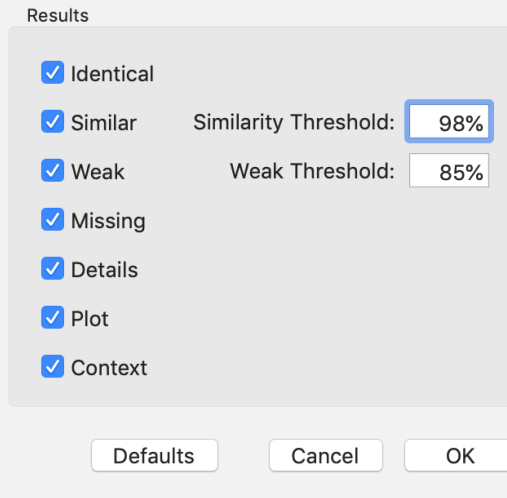 Results
Identical
Similar Similarity Threshold: 98%
Weak Weak Threshold: 85%
Missing
Details
Plot
Context
Defaults Cancel OK